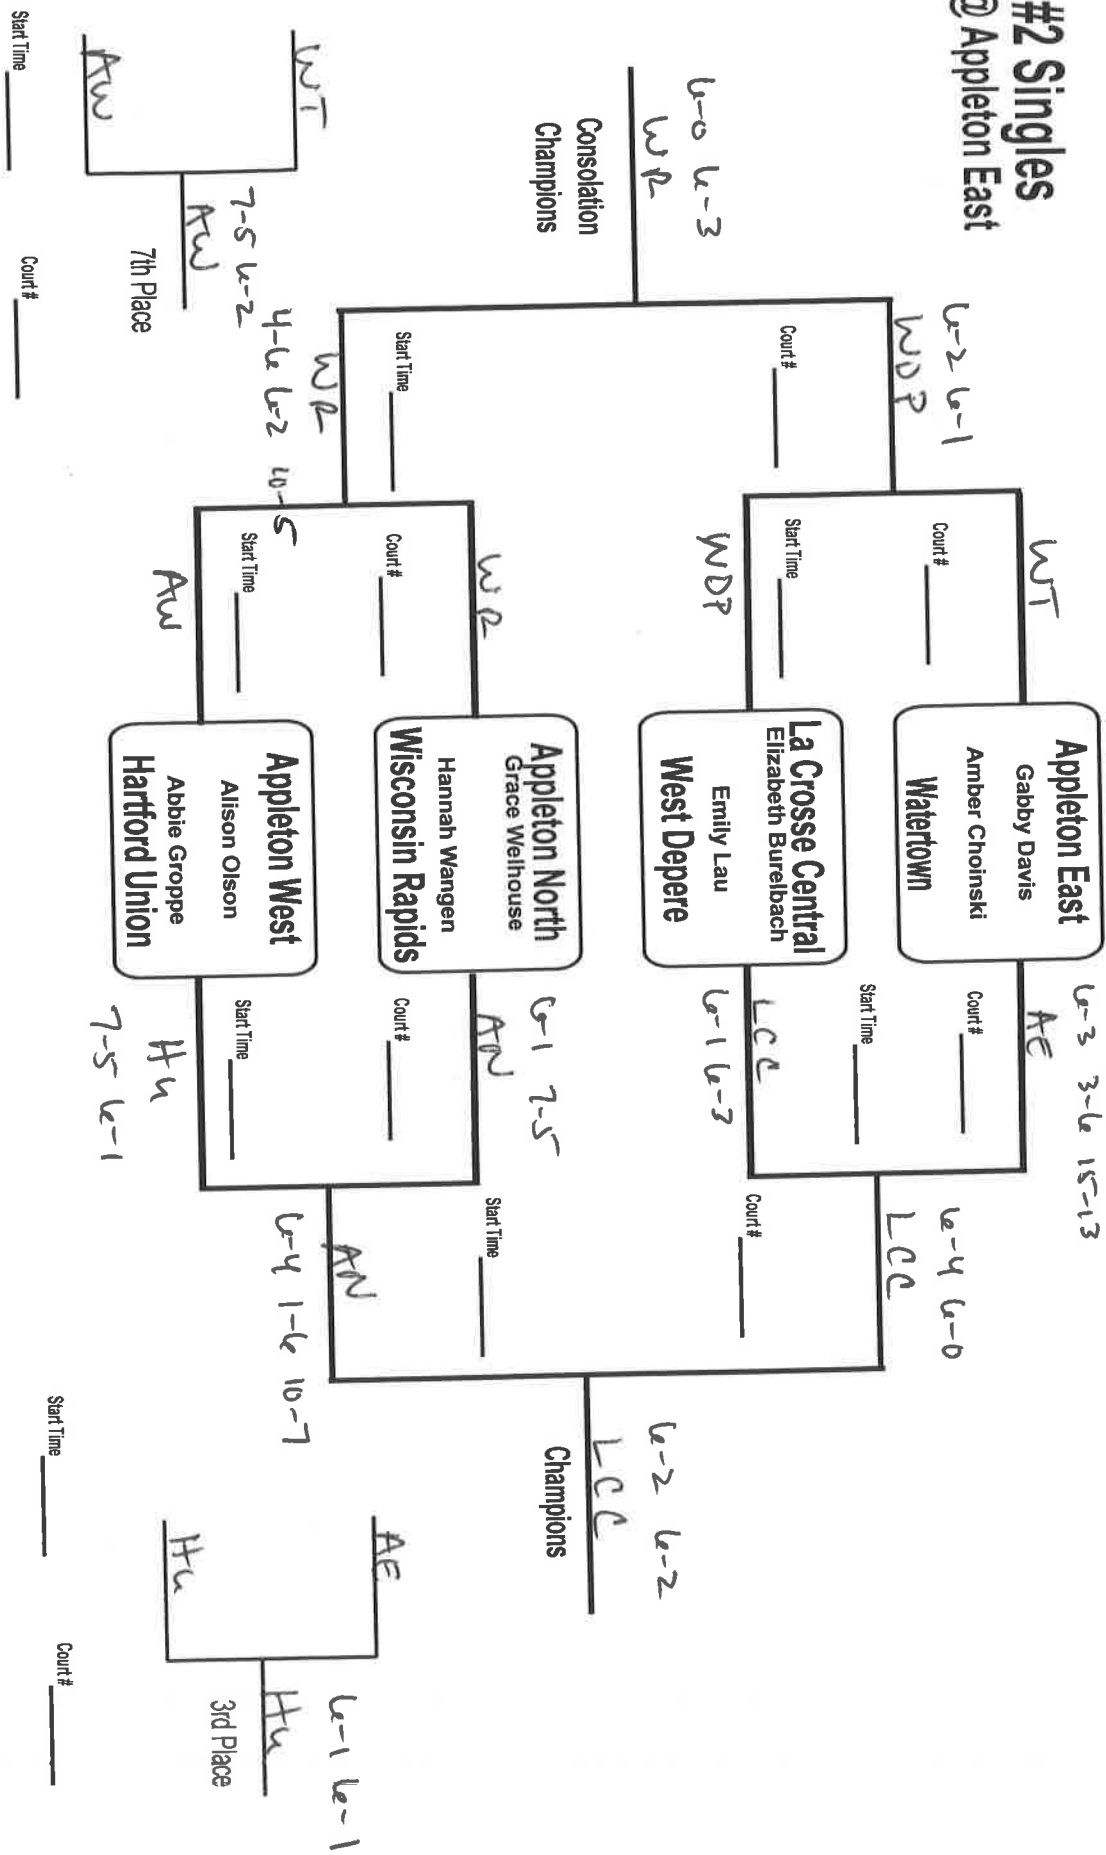 #2 Singles
@ Appleton East
6-0 6-3
WR
Consolation
Champions
6-2 6-1
WDP
Court #
Start Time
WR
4-6 6-2 10-5
WT
Court #
Start Time
WDP
WR
Court #
Start Time
AW
Appleton East
Gabby Davis
Amber Choinski
Watertown
La Crosse Central
Elizabeth Burelbach
Emily Lau
West Depere
Appleton North
Grace Welhouse
Hannah Wangen
Wisconsin Rapids
Appleton West
Alison Olson
Abbie Groppe
Hartford Union
6-3 3-6 15-13
AE
Court #
Start Time
LCC
6-1 6-3
6-1 7-5
AN
Court #
Start Time
Hu
7-5 6-1
6-4 6-0
LCC
Court #
Start Time
AN
6-4 1-6 10-7
6-2 6-2
LCC
Champions
WT
AW
7-5 6-2
AW
7th Place
Start Time
Court #
AE
Hu
6-1 6-1
Hu
3rd Place
Start Time
Court #